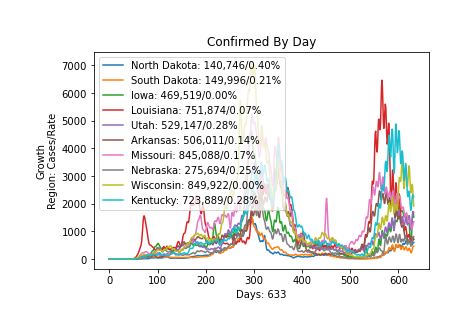 Confirmed By Day
Growth
Region: Cases/Rate
7000
6000
5000
4000
3000
2000
1000
0
North Dakota: 140,746/0.40%
South Dakota: 149,996/0.21%
Iowa: 469,519/0.00%
Louisiana: 751,874/0.07%
Utah: 529,147/0.28%
Arkansas: 506,011/0.14%
Missouri: 845,088/0.17%
Nebraska: 275,694/0.25%
Wisconsin: 849,922/0.00%
Kentucky: 722,889/0.28%
0 100 200 300 400 500 600
Days: 633